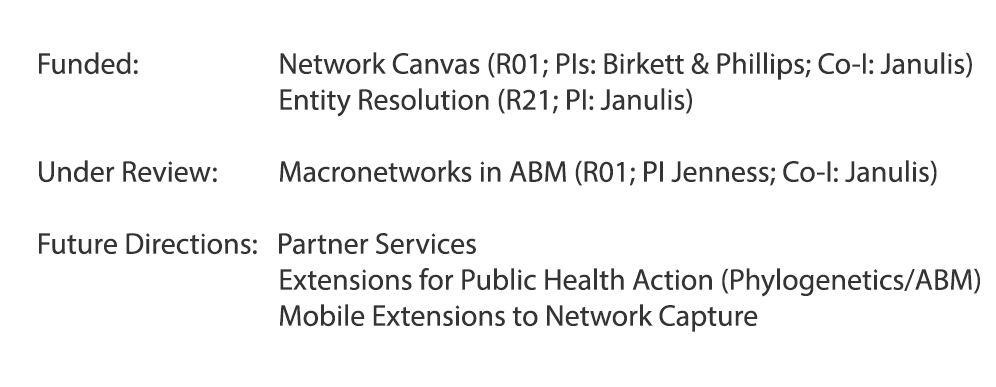 Funded: Network Canvas (R01; PIs: Birkett & Phillips; Co-I: Janulis)
Entity Resolution (R21; PI: Janulis)
Under Review: Macronetworks in ABM (R01; PI Jenness; Co-I: Janulis)
Future Directions: Partner Services
Extensions for Public Health Action (Phylogenetics/ABM)
Mobile Extensions to Network Capture